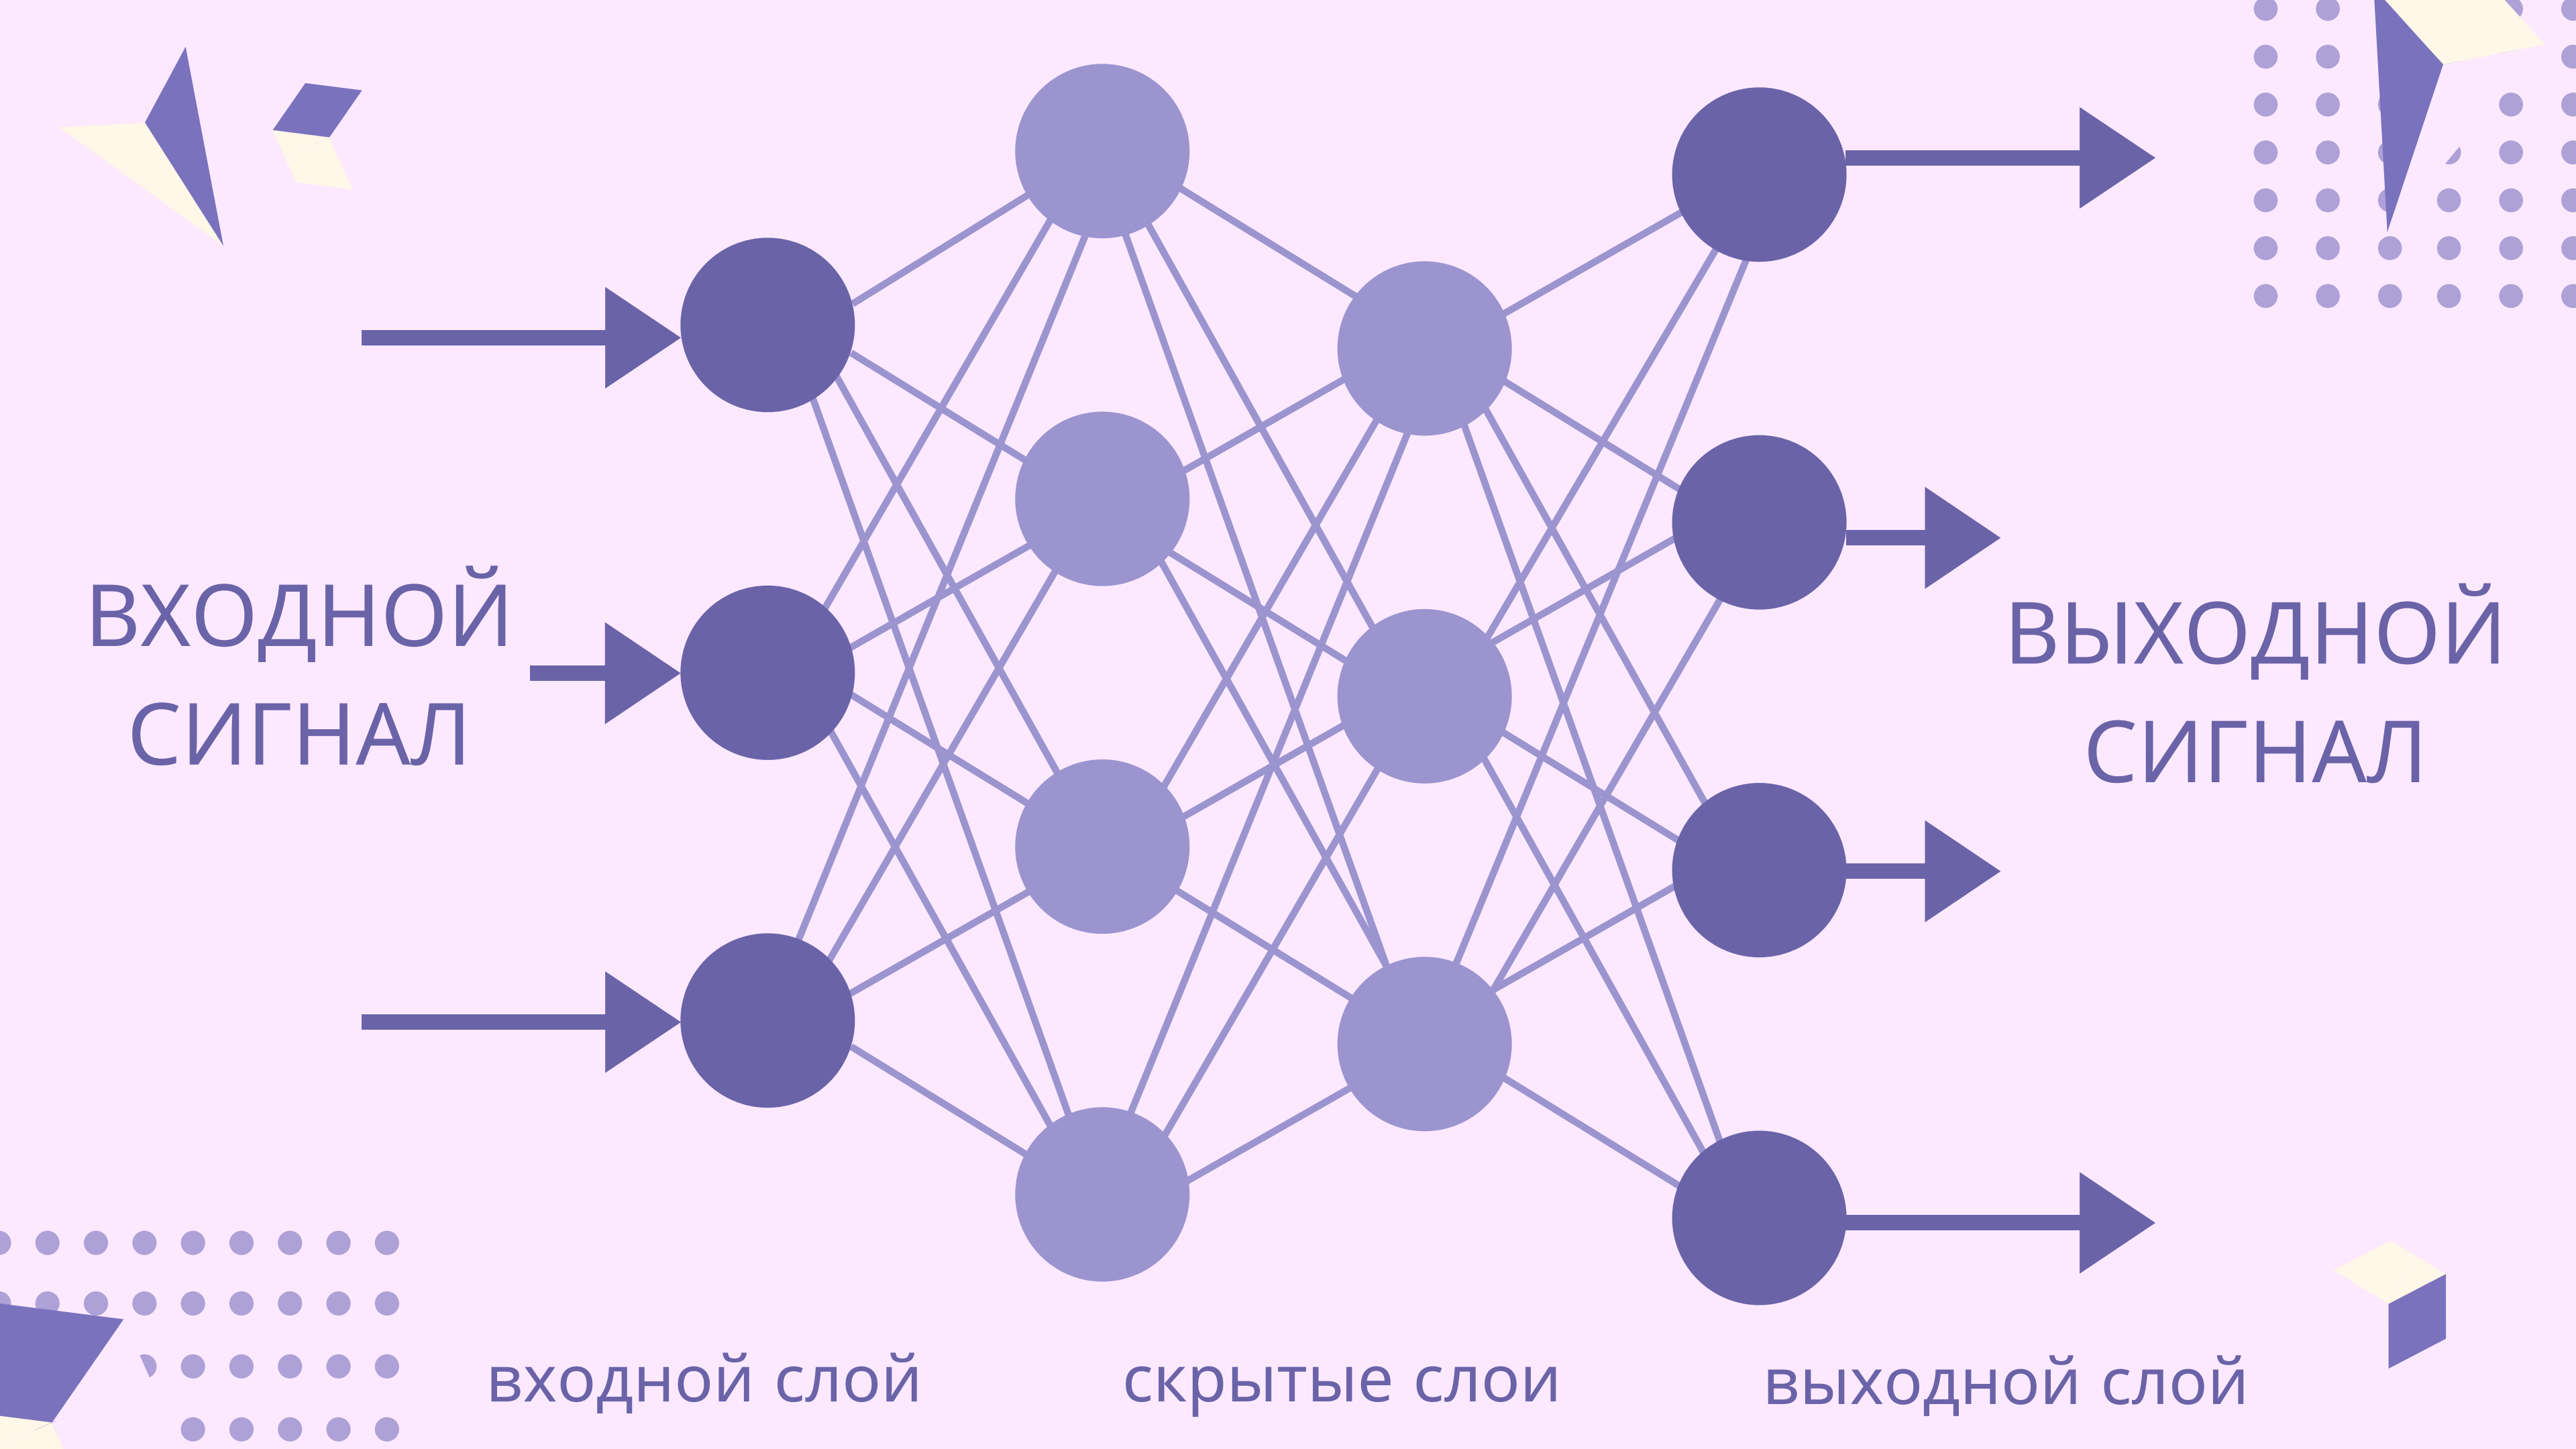 ВХОДНОЙ
СИГНАЛ
ВЫХОДНОЙ
СИГНАЛ
входной слой
скрытые слои
выходной слой